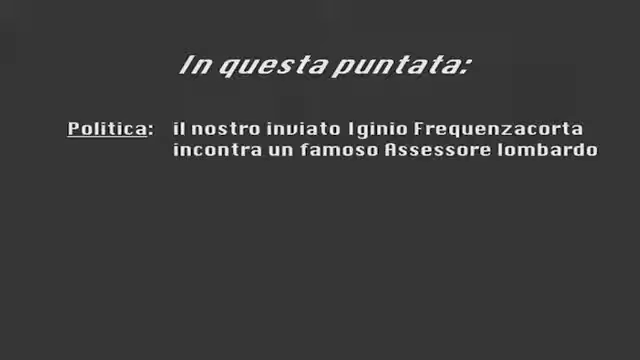 In questa puntata:
Politica: il nostro inviato Iginio Frequenzacorta
incontra un famoso Assessore lombardo